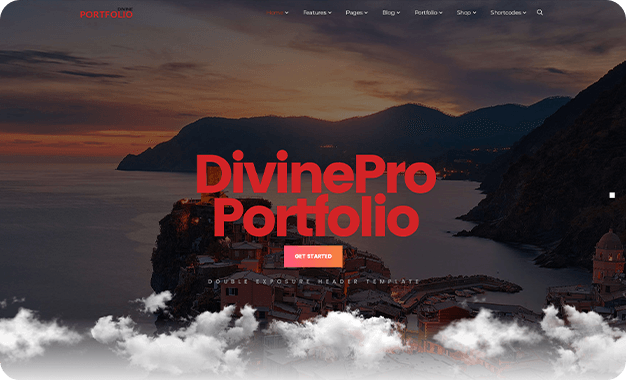 DIVINE
PORTFOLIO
Home Features Pages Blog Portfolio Shop Shortcodes
DivinePro
Portfolio
GET STARTED
DOUBLE EXPOSURE HEADER TEMPLATE